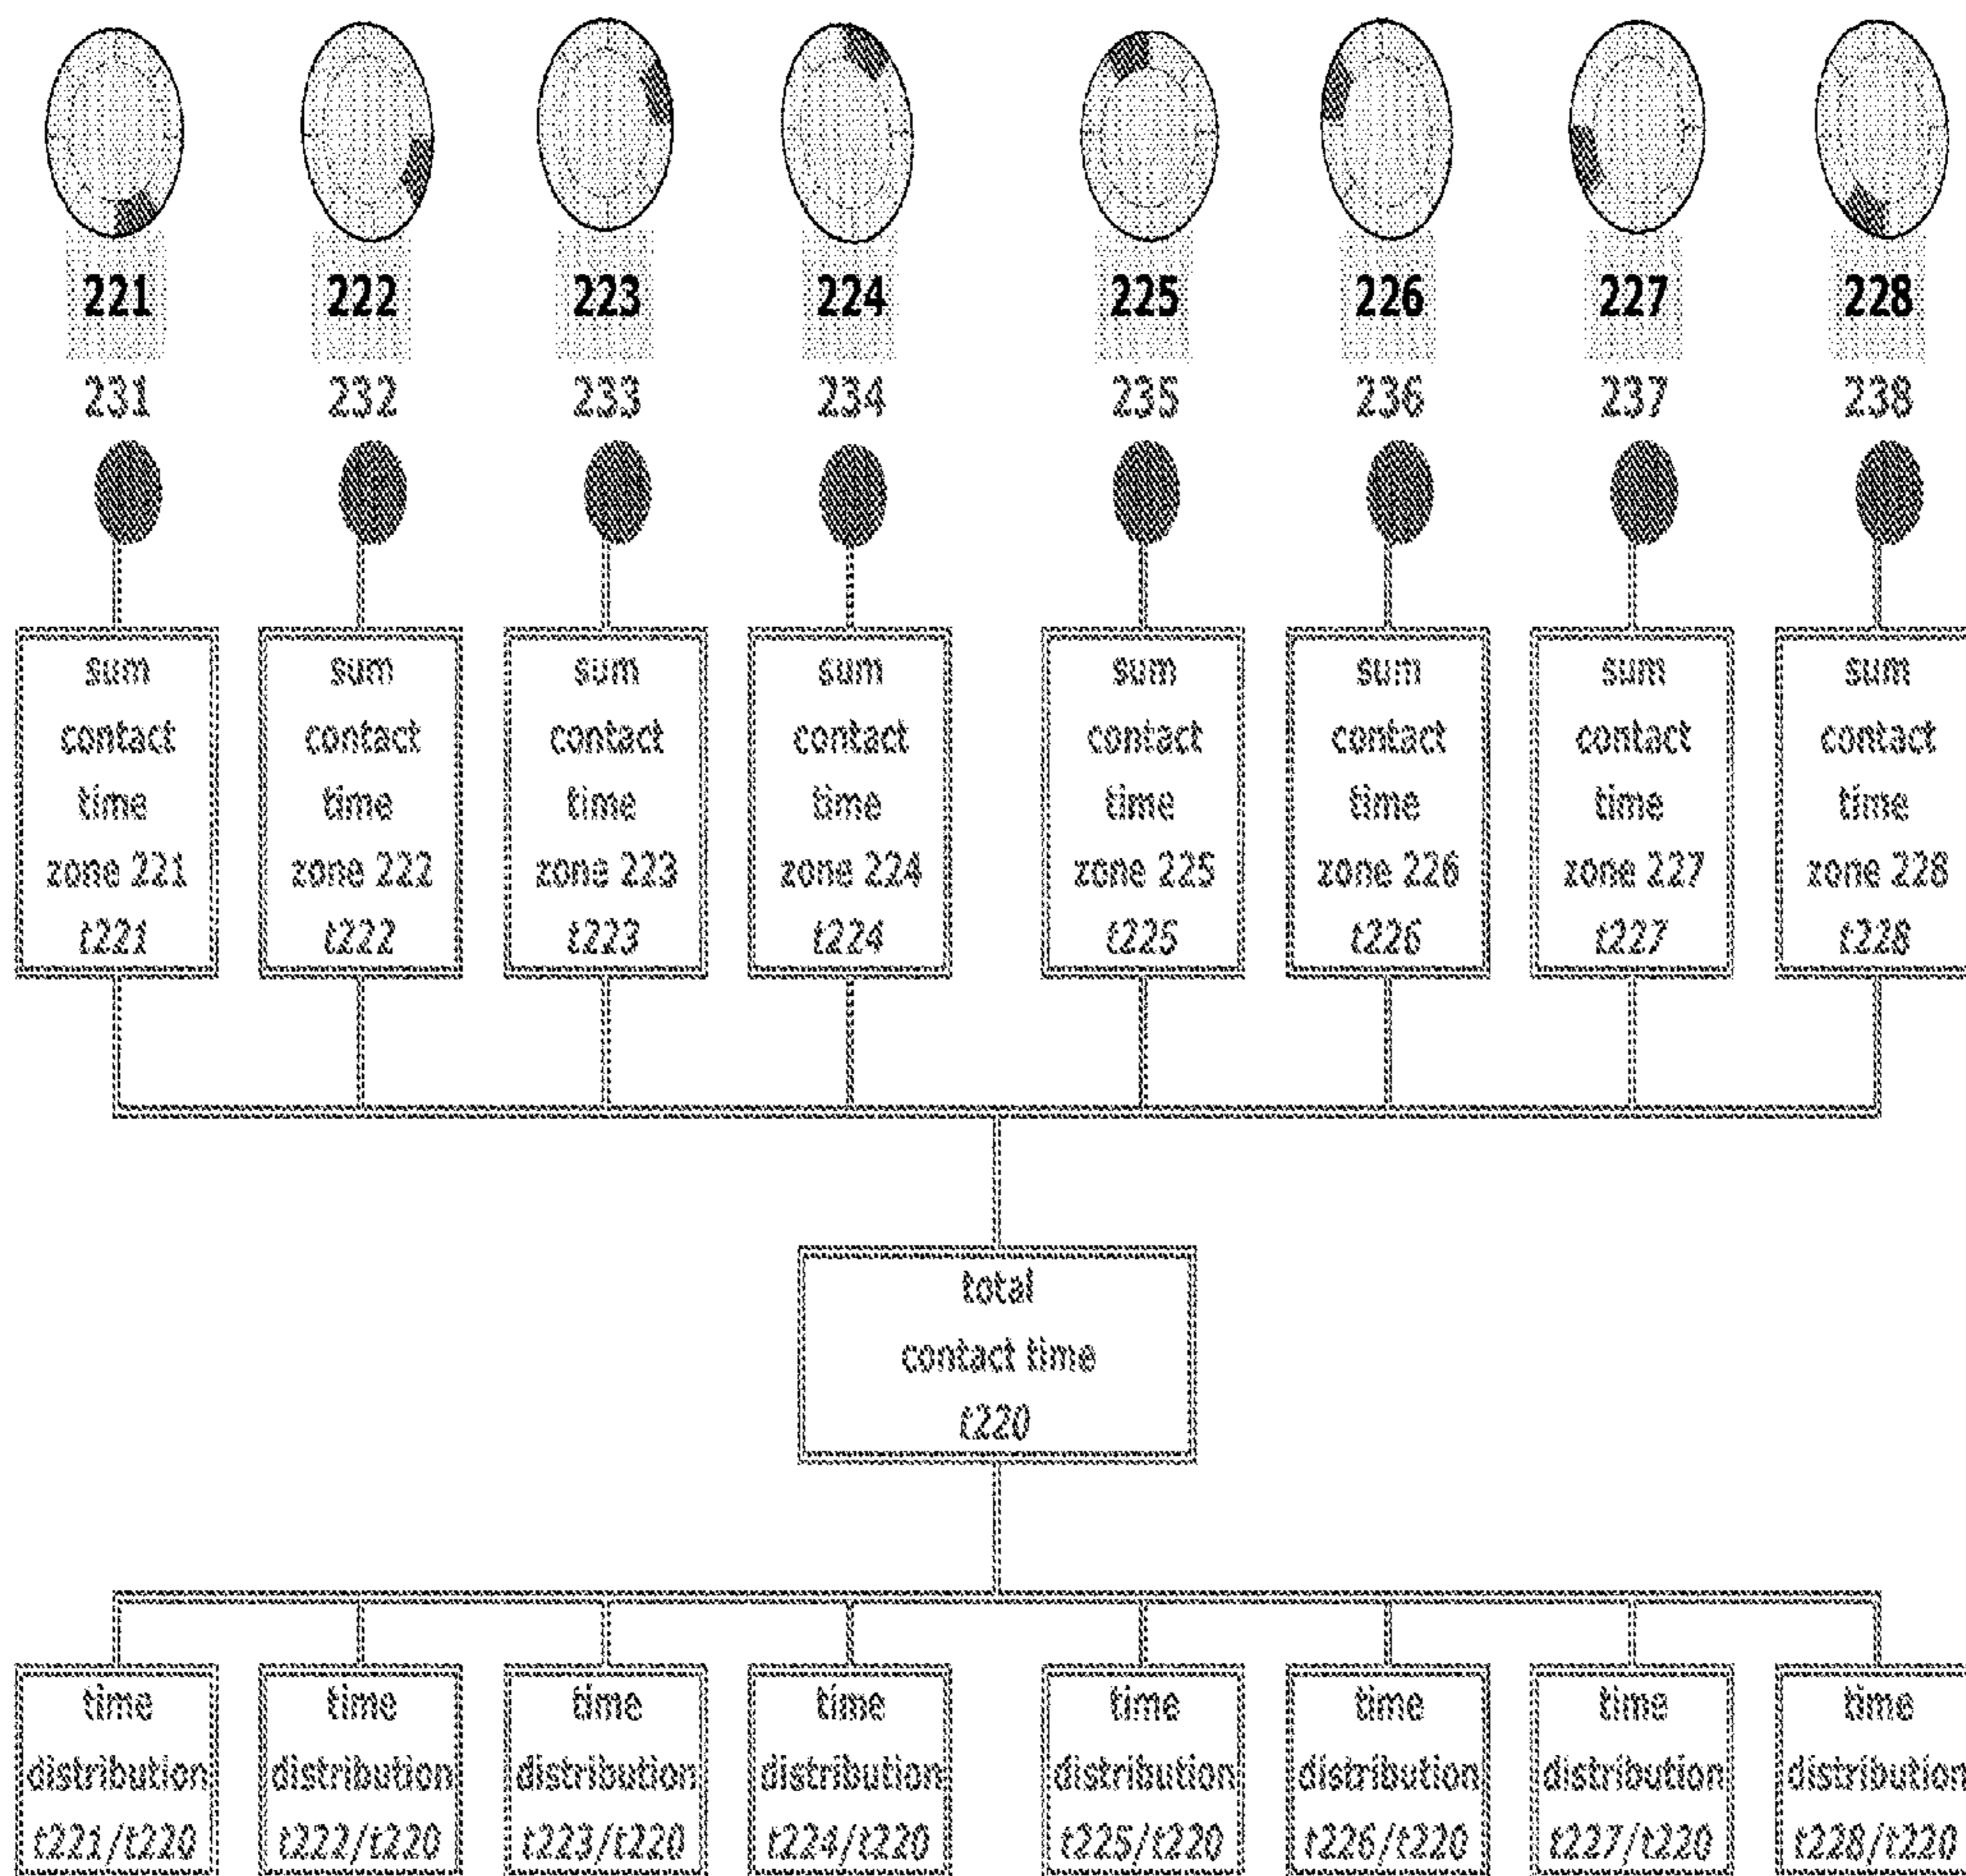 221 222 223 224 225 226 227 228
231 232 233 234 235 236 237 238
sum
contact
time
zone 221
t221
sum
contact
time
zone 222
t222
sum
contact
time
zone 223
t223
sum
contact
time
zone 224
t224
sum
contact
time
zone 225
t225
sum
contact
time
zone 226
t226
sum
contact
time
zone 227
t227
sum
contact
time
zone 228
t228
total
contact time
t220
time
distribution
t221/t220
time
distribution
t222/t220
time
distribution
t223/t220
time
distribution
t224/t220
time
distribution
t225/t220
time
distribution
t226/t220
time
distribution
t227/t220
time
distribution
t228/t220